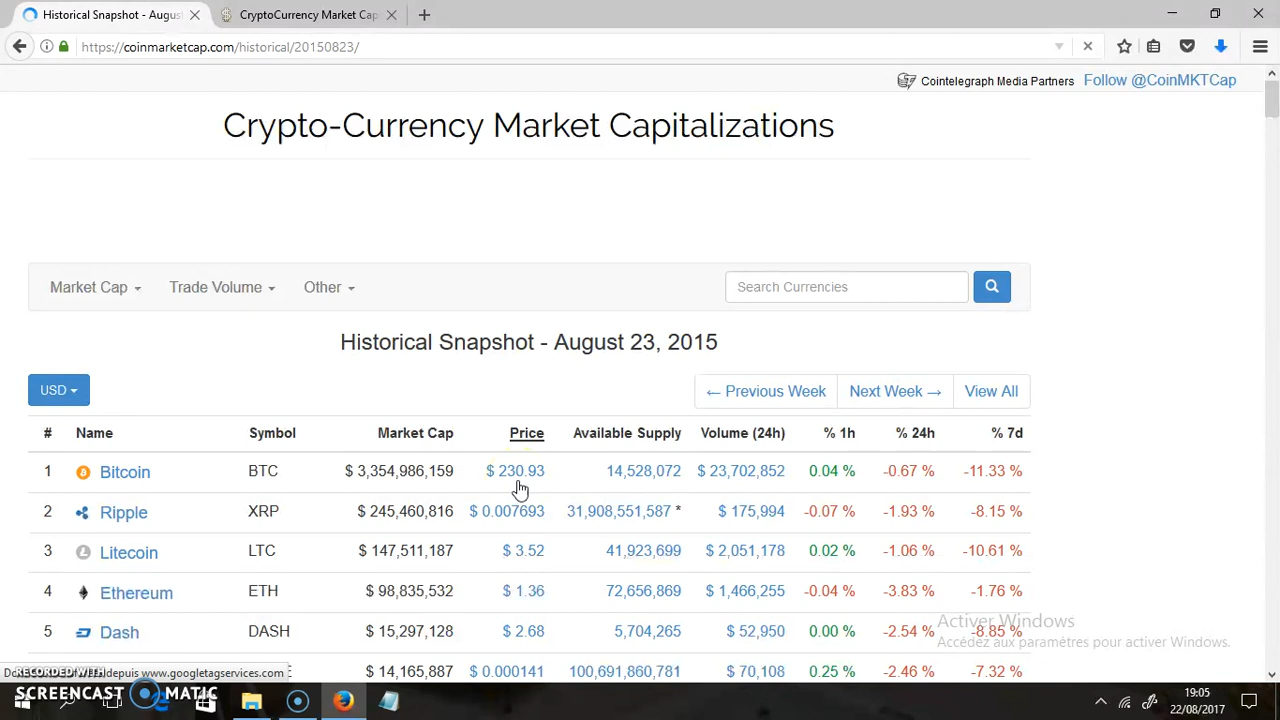 Historical Snapshot - Augus
CryptoCurrency Market Cap
https://coinmarketcap.com/historical/20150823/
Cointelegraph Media Partners Follow @CoinMKTCap
Crypto-Currency Market Capitalizations
Market Cap Trade Volume Other Search Currencies
Historical Snapshot - August 23, 2015
USD ← Previous Week Next Week → View All
# Name Symbol Market Cap Price Available Supply Volume (24h) % 1h % 24h % 7d
1 Bitcoin BTC $ 3,354,986,159 $ 230.93 14,528,072 $ 23,702,852 0.04 % -0.67 % -11.33 %
2 Ripple XRP $ 245,460,816 $ 0.007693 31,908,551,587 * $ 175,994 -0.07 % -1.93 % -8.15 %
3 Litecoin LTC $ 147,511,187 $ 3.52 41,923,699 $ 2,051,178 0.02 % -1.06 % -10.61 %
4 Ethereum ETH $ 98,835,532 $ 1.36 72,656,869 $ 1,466,255 -0.04 % -3.83 % -1.76 %
Activer Windows
5 Dash DASH $ 15,297,128 $ 2.68 5,704,265 $ 52,950 0.00 % -2.54 % -8.85 %
Accédez aux paramètres pour activer Windows.
$ 14,165,887 $ 0.000141 100,691,860,781 $ 70,108 0.25 % -2.46 % -7.32 %
depuis www.googletagservices.com
RECORDED WITH
SCREENCAST MATIC
19:05
22/08/2017